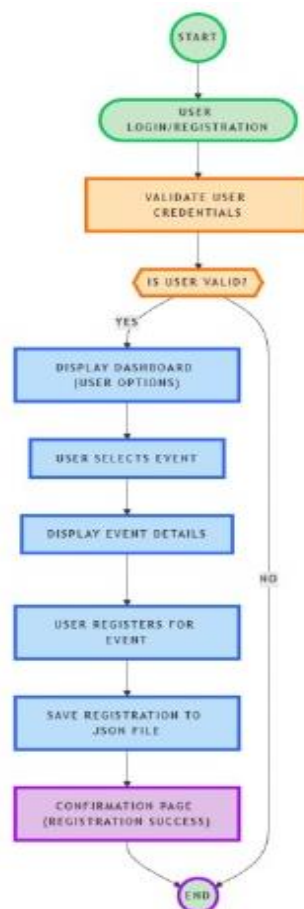 START
USER
LOGIN/REGISTRATION
VALIDATE USER
CREDENTIALS
IS USER VALID?
YES
DISPLAY DASHBOARD
(USER OPTIONS)
USER SELECTS EVENT
DISPLAY EVENT DETAILS
NO
USER REGISTERS FOR
EVENT
SAVE REGISTRATION TO
JSON FILE
CONFIRMATION PAGE
(REGISTRATION SUCCESS)
END